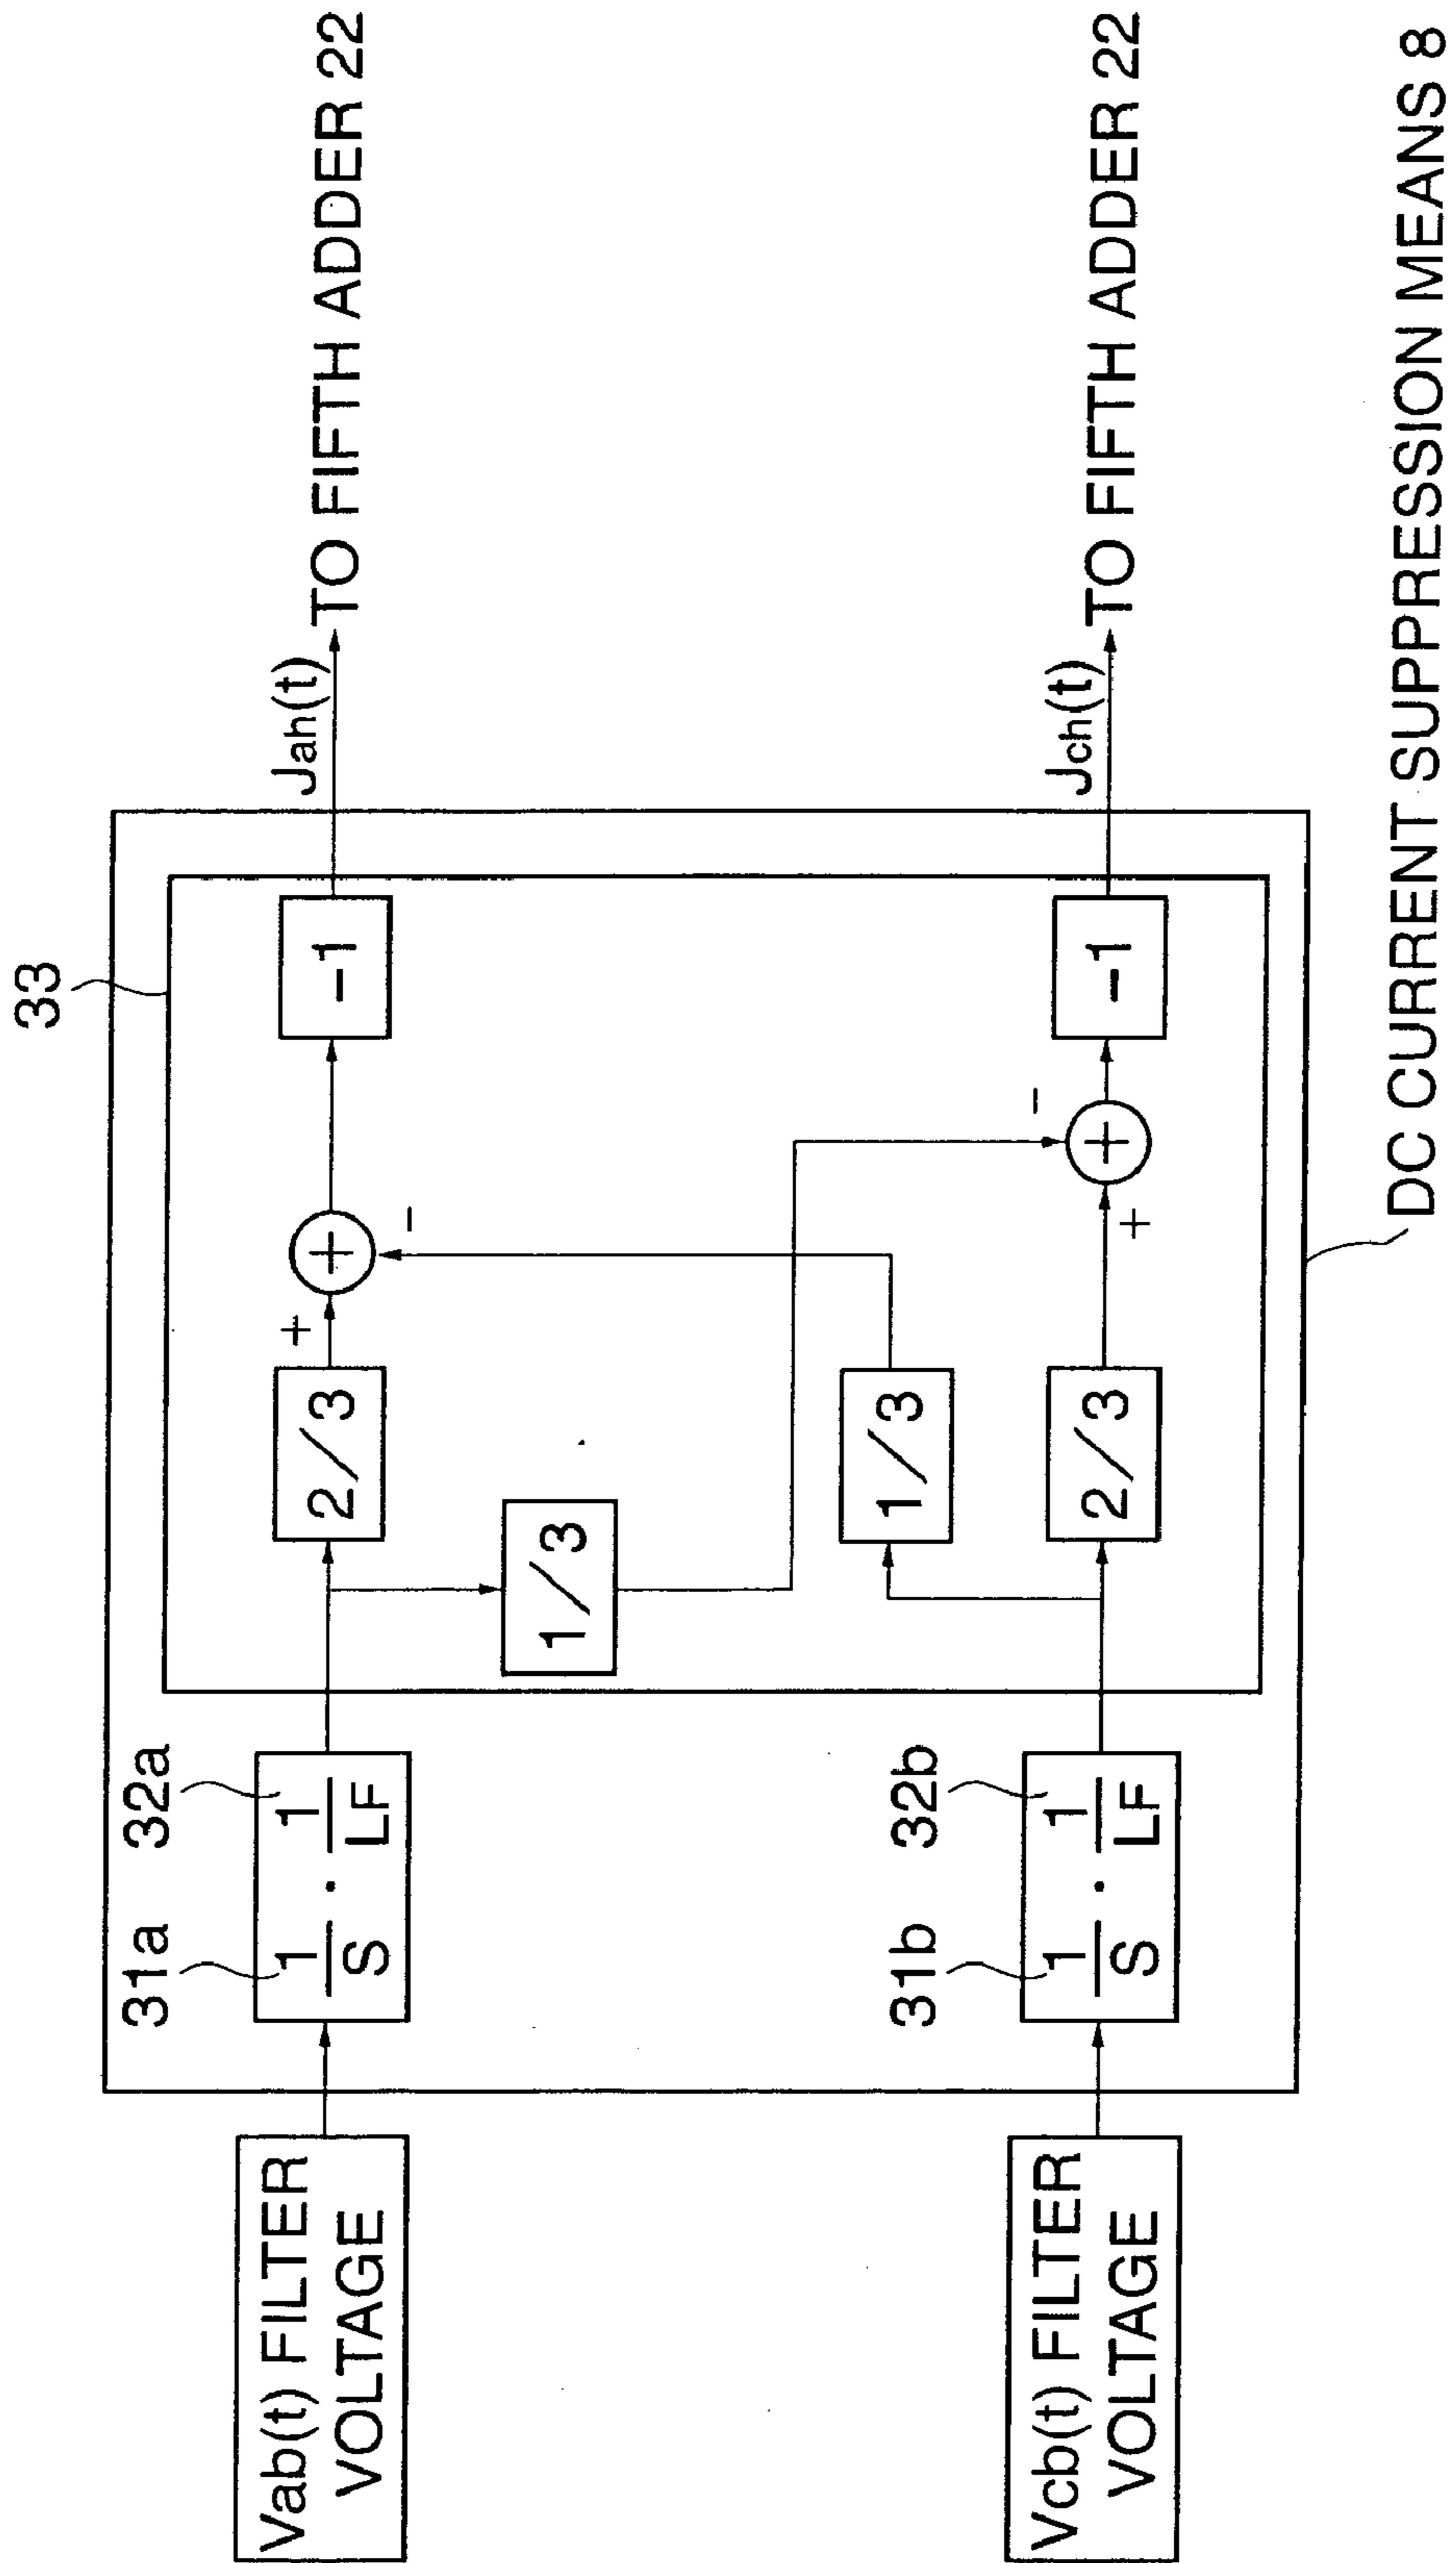 Vab(t) FILTER
VOLTAGE
31a
32a
1/S · 1/LF
33
2/3
+
-
+
-1
Jah(t)
TO FIFTH ADDER 22
1/3
1/3
Vcb(t) FILTER
VOLTAGE
31b
32b
1/S · 1/LF
2/3
+
-
+
-1
Jch(t)
TO FIFTH ADDER 22
DC CURRENT SUPPRESSION MEANS 8